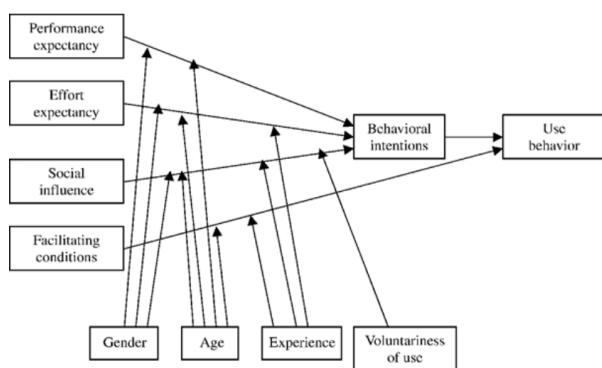 Performance
expectancy
Effort
expectancy
Social
influence
Facilitating
conditions
Behavioral
intentions
Use
behavior
Gender
Age
Experience
Voluntariness
of use